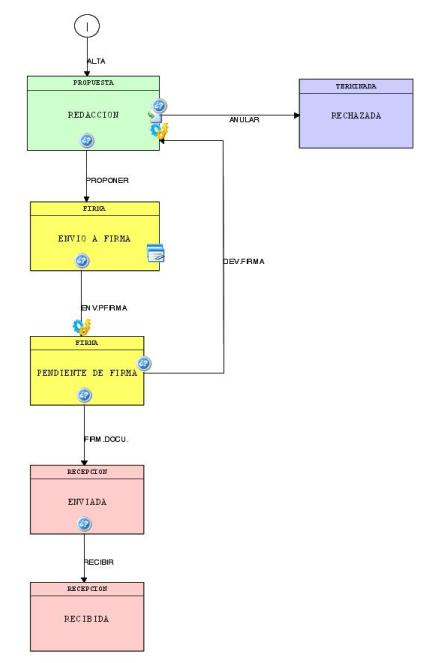 I
ALTA
PROPUESTA
REDACCION
TERMINADA
RECHAZADA
ANULAR
PROPONER
FIRMA
ENVIO A FIRMA
DEV.FIRMA
ENV.PFIRMA
FIRMA
PENDIENTE DE FIRMA
FIRM.DOCU.
RECEPCION
ENVIADA
RECIBIR
RECEPCION
RECIBIDA